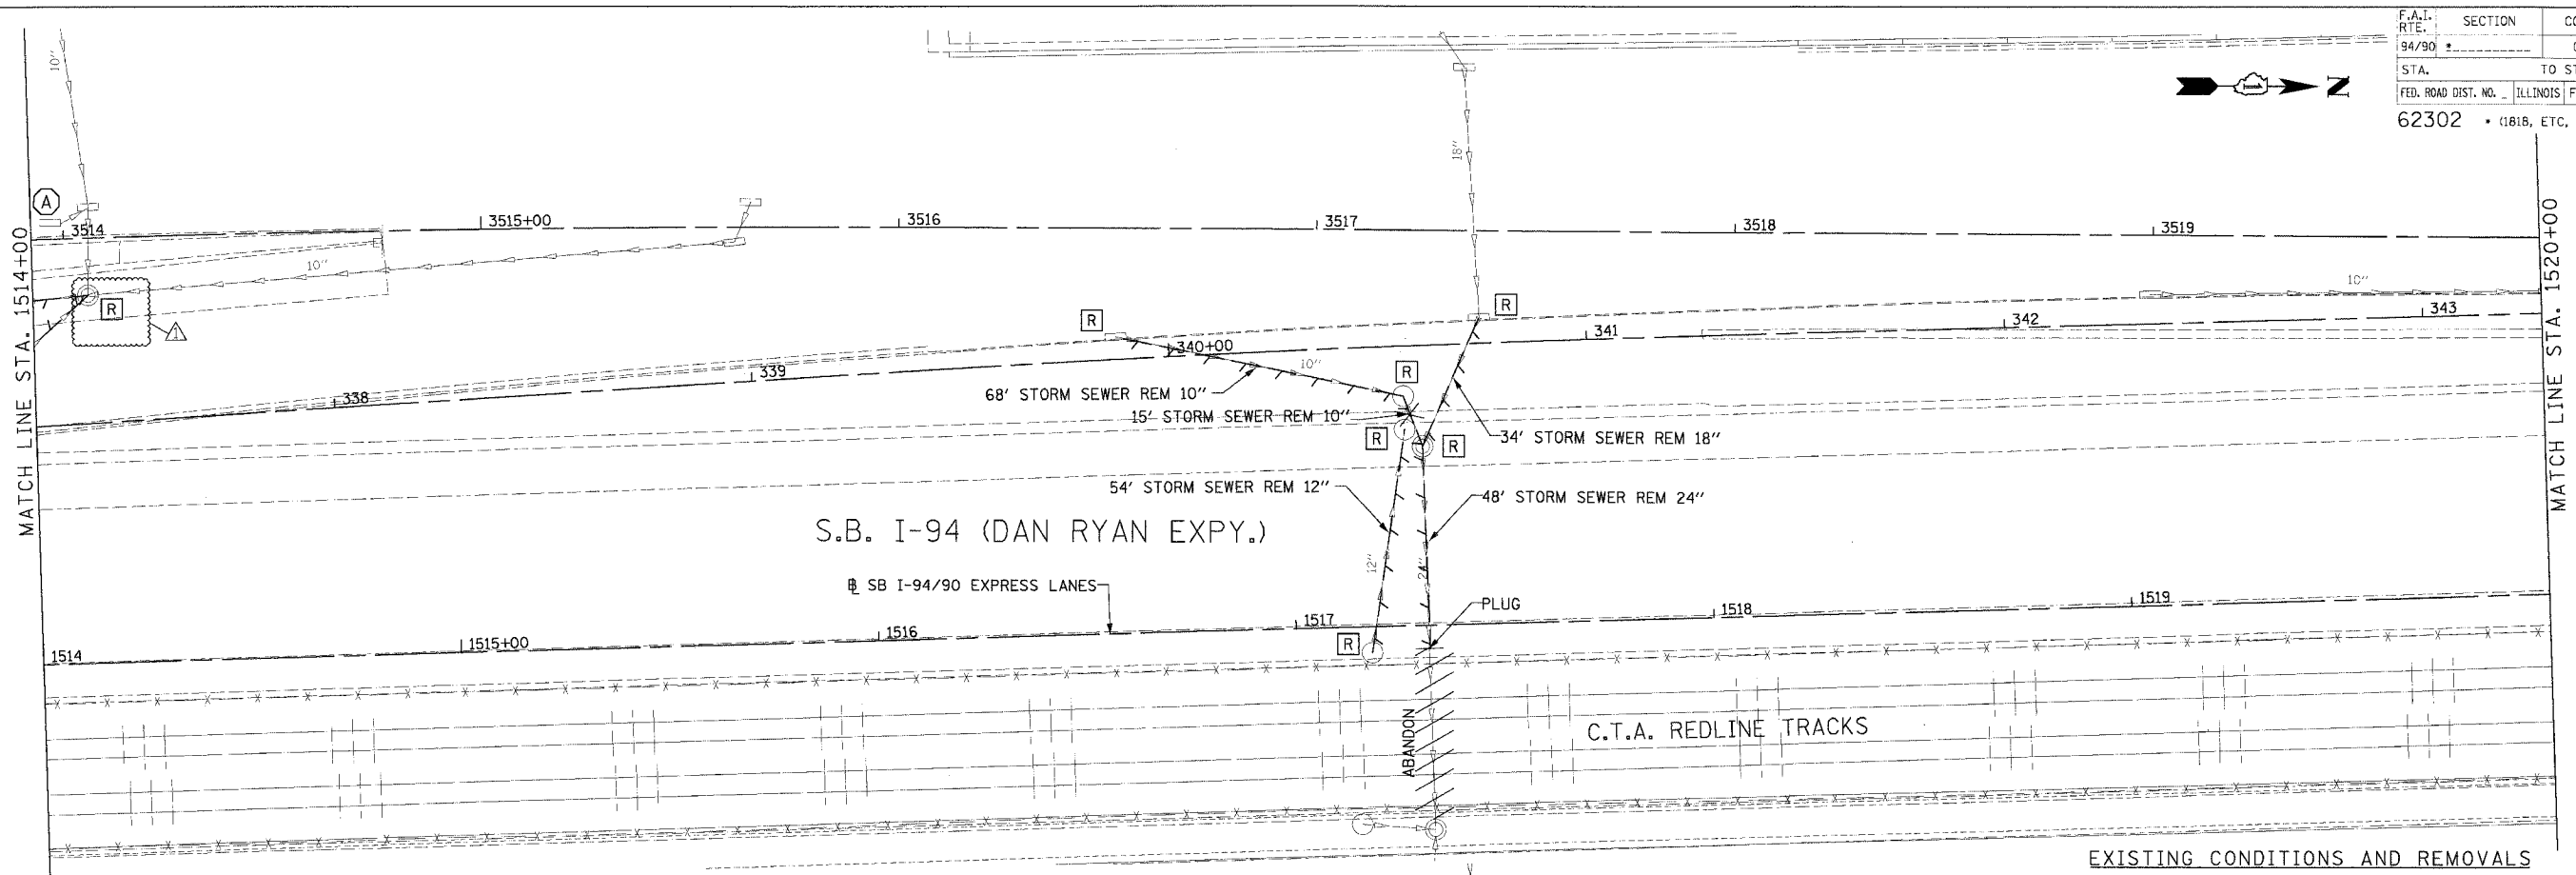 F.A.I. RTE. SECTION
94/90 *
STA. TO
FED. ROAD DIST. NO. _ ILLINOIS
62302 * (1818, ETC,
N
10"
A
MATCH LINE STA. 1514+00
3514 3515+00 3516 3517 3518 3519
MATCH LINE STA. 1520+00
18"
10"
R
1
10"
R
R
338 339 340+00 341 342 343
10"
R
68' STORM SEWER REM 10"
15' STORM SEWER REM 10"
34' STORM SEWER REM 18"
R
R
54' STORM SEWER REM 12"
48' STORM SEWER REM 24"
S.B. I-94 (DAN RYAN EXPY.)
12"
24"
SB I-94/90 EXPRESS LANES
PLUG
1514 1515+00 1516 1517 1518 1519
R
ABANDON
C.T.A. REDLINE TRACKS
EXISTING CONDITIONS AND REMOVALS